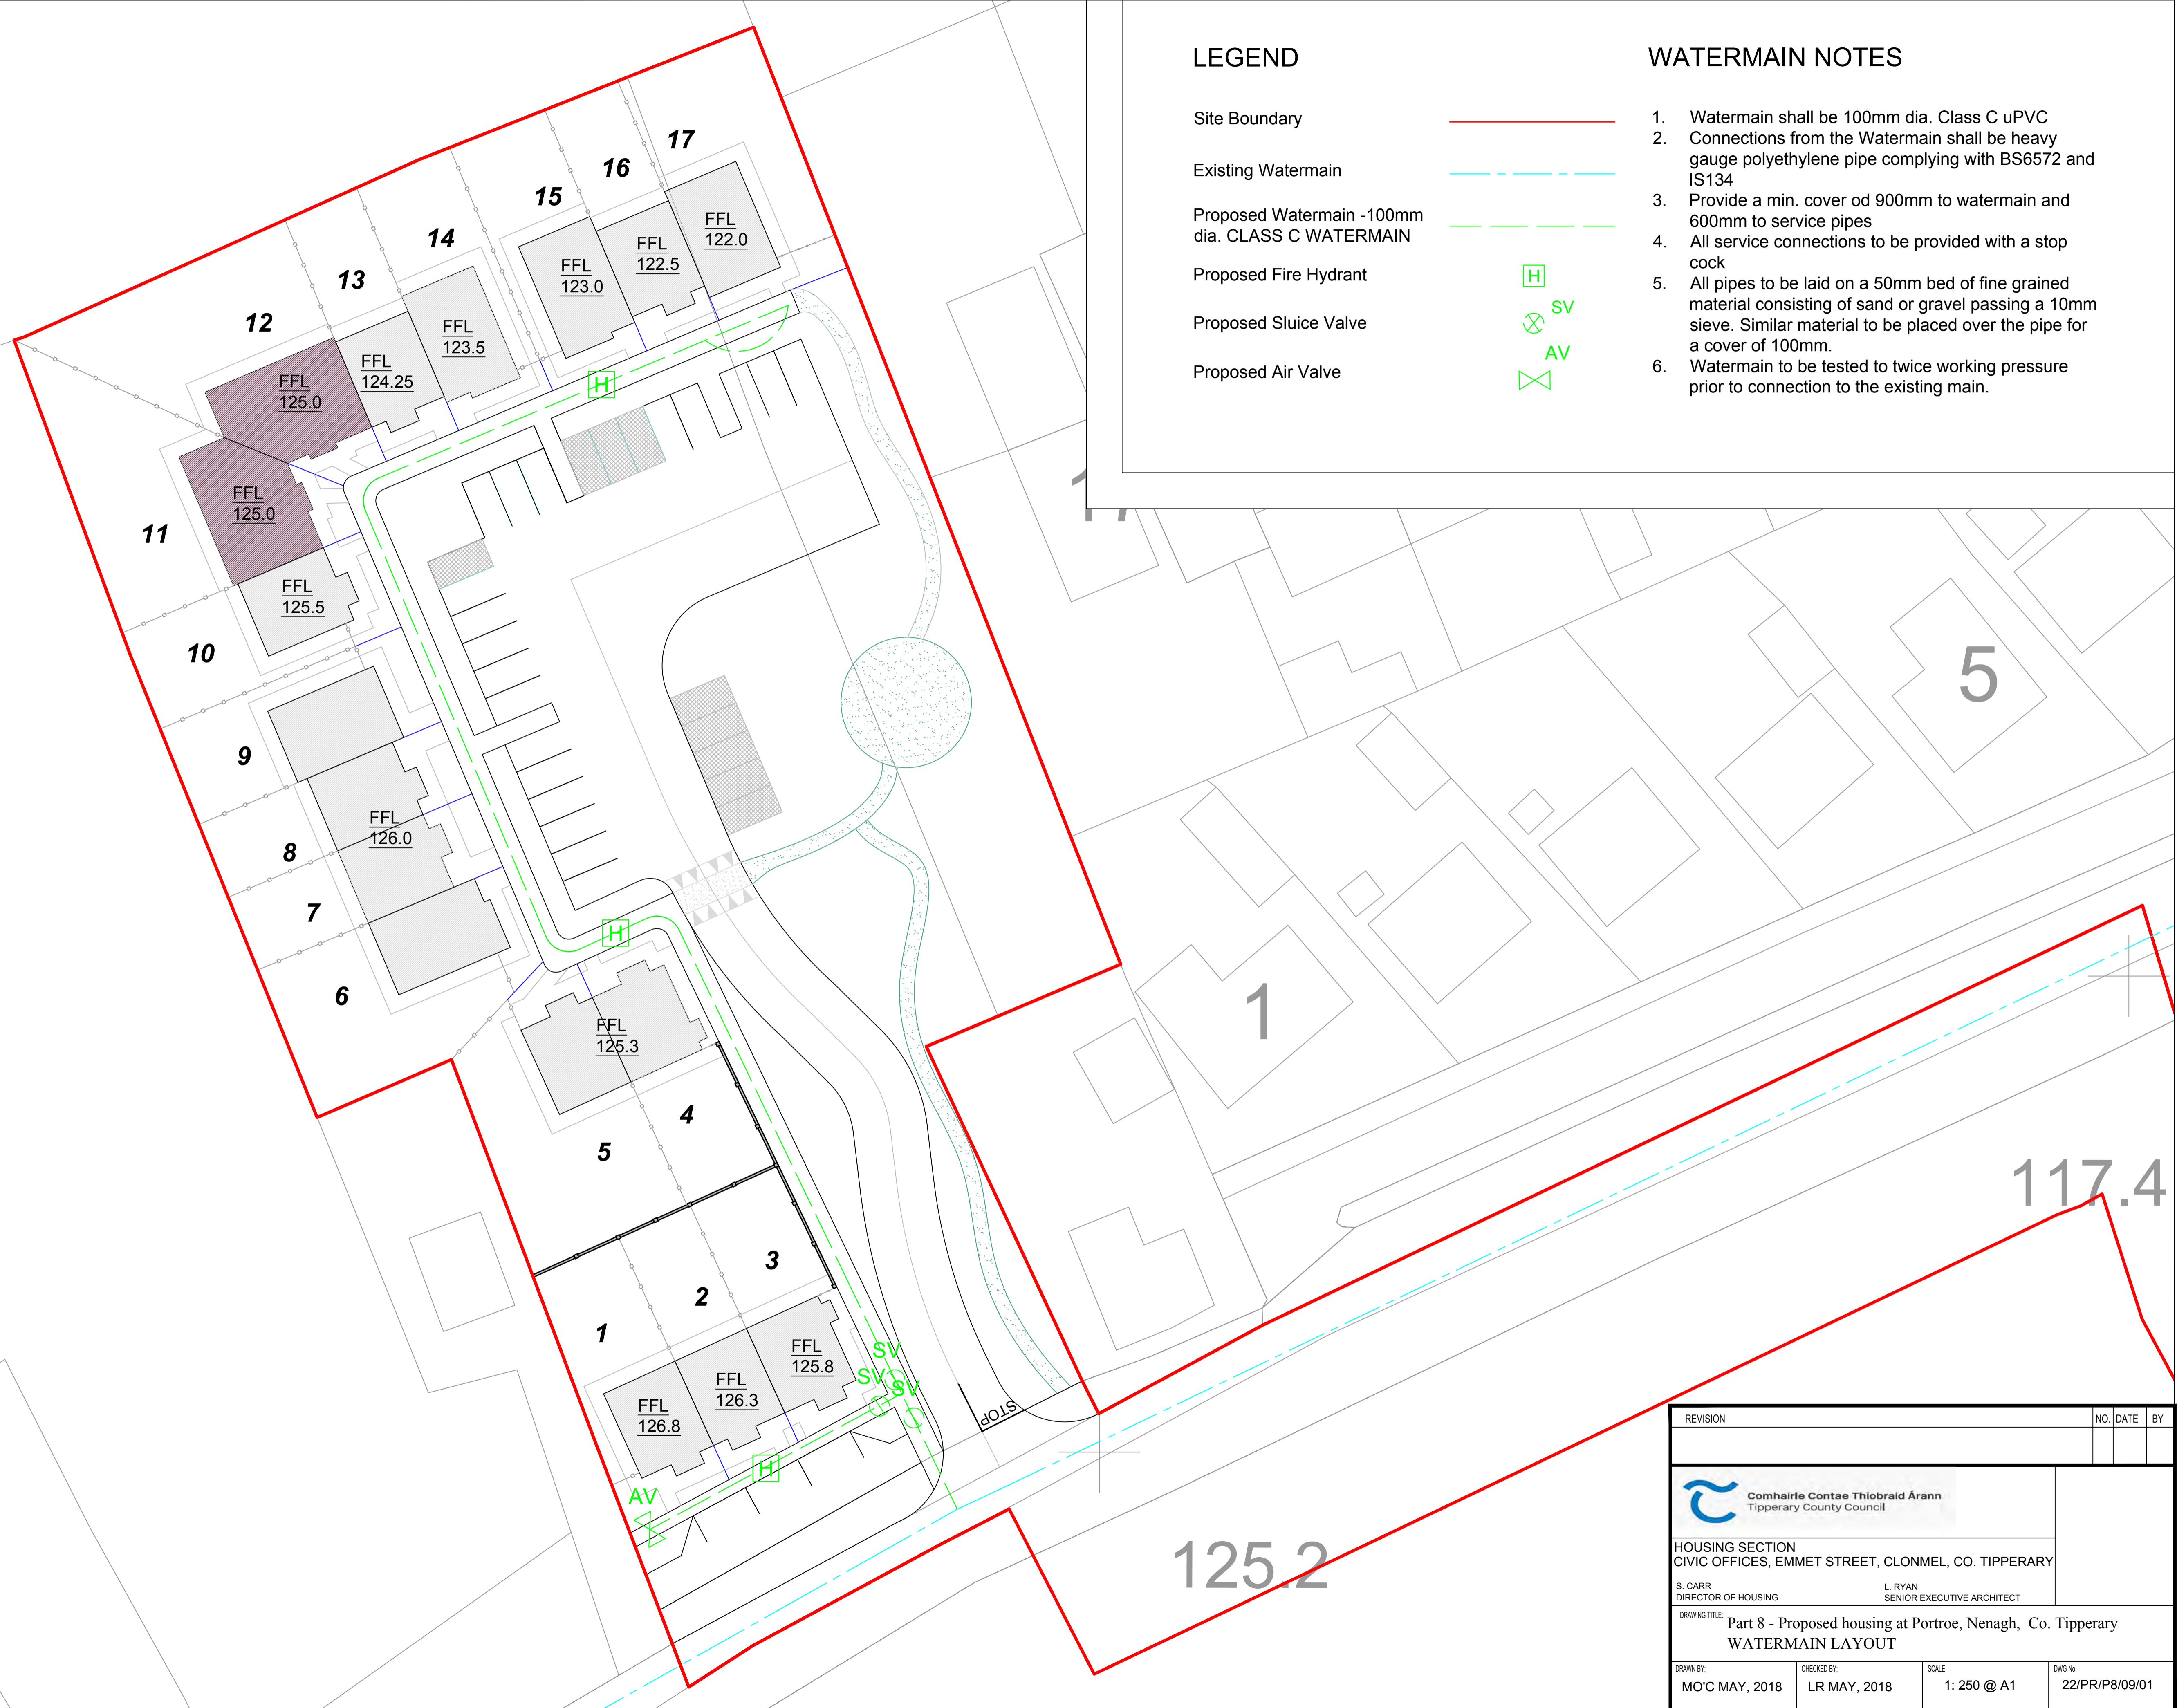 LEGEND
Site Boundary
Existing Watermain
Proposed Watermain -100mm
dia. CLASS C WATERMAIN
Proposed Fire Hydrant
H
Proposed Sluice Valve
SV
Proposed Air Valve
AV
WATERMAIN NOTES
1. Watermain shall be 100mm dia. Class C uPVC
2. Connections from the Watermain shall be heavy
gauge polyethylene pipe complying with BS6572 and
IS134
3. Provide a min. cover od 900mm to watermain and
600mm to service pipes
4. All service connections to be provided with a stop
cock
5. All pipes to be laid on a 50mm bed of fine grained
material consisting of sand or gravel passing a 10mm
sieve. Similar material to be placed over the pipe for
a cover of 100mm.
6. Watermain to be tested to twice working pressure
prior to connection to the existing main.
17
16
15
14
13
12
FFL
122.0
FFL
122.5
FFL
123.0
FFL
123.5
FFL
124.25
FFL
125.0
H
FFL
125.0
11
FFL
125.5
10
9
FFL
126.0
8
7
6
H
FFL
125.3
4
5
3
2
1
FFL
125.8
FFL
126.3
FFL
126.8
SV
SV
SV
STOP
H
AV
17
5
1
117.4
125.2
REVISION
NO.
DATE
BY
Comhairle Contae Thiobraid Árann
Tipperary County Council
HOUSING SECTION
CIVIC OFFICES, EMMET STREET, CLONMEL, CO. TIPPERARY
S. CARR
DIRECTOR OF HOUSING
L. RYAN
SENIOR EXECUTIVE ARCHITECT
DRAWING TITLE:
Part 8 - Proposed housing at Portroe, Nenagh, Co. Tipperary
WATERMAIN LAYOUT
DRAWN BY:
MO'C MAY, 2018
CHECKED BY:
LR MAY, 2018
SCALE
1: 250 @ A1
DWG No.
22/PR/P8/09/01